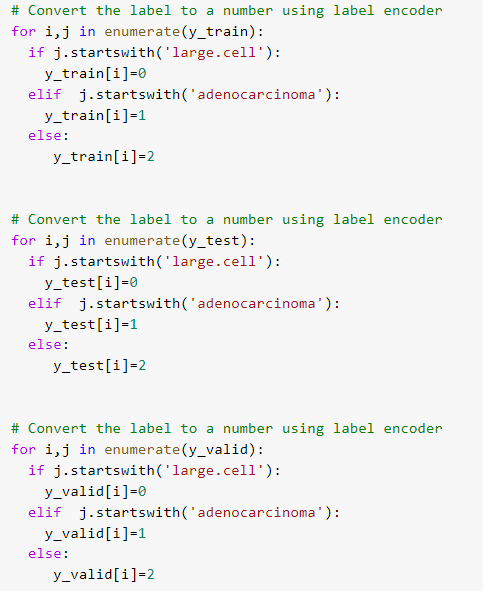 # Convert the label to a number using label encoder
for i,j in enumerate(y_train):
  if j.startswith('large.cell'):
    y_train[i]=0
  elif  j.startswith('adenocarcinoma'):
    y_train[i]=1
  else:
     y_train[i]=2

# Convert the label to a number using label encoder
for i,j in enumerate(y_test):
  if j.startswith('large.cell'):
    y_test[i]=0
  elif  j.startswith('adenocarcinoma'):
    y_test[i]=1
  else:
     y_test[i]=2

# Convert the label to a number using label encoder
for i,j in enumerate(y_valid):
  if j.startswith('large.cell'):
    y_valid[i]=0
  elif  j.startswith('adenocarcinoma'):
    y_valid[i]=1
  else:
     y_valid[i]=2